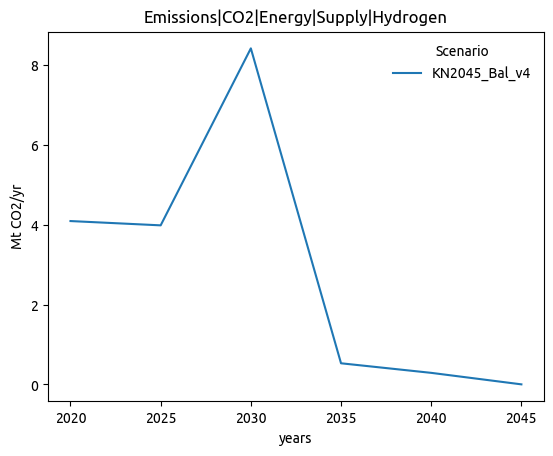 Emissions|CO2|Energy|Supply|Hydrogen
Scenario
KN2045_Bal_v4
Mt CO2/yr
8
6
4
2
0
2020 2025 2030 2035 2040 2045
years